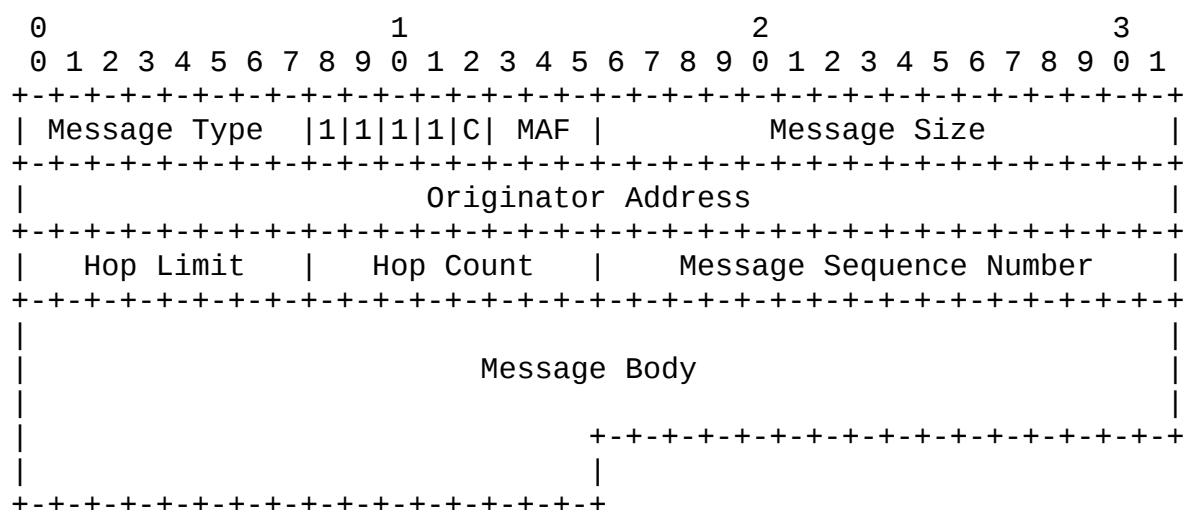 0                   1                   2                   3
 0 1 2 3 4 5 6 7 8 9 0 1 2 3 4 5 6 7 8 9 0 1 2 3 4 5 6 7 8 9 0 1
+-+-+-+-+-+-+-+-+-+-+-+-+-+-+-+-+-+-+-+-+-+-+-+-+-+-+-+-+-+-+-+-+
| Message Type  |1|1|1|1|C| MAF |         Message Size          |
+-+-+-+-+-+-+-+-+-+-+-+-+-+-+-+-+-+-+-+-+-+-+-+-+-+-+-+-+-+-+-+-+
|                      Originator Address                       |
+-+-+-+-+-+-+-+-+-+-+-+-+-+-+-+-+-+-+-+-+-+-+-+-+-+-+-+-+-+-+-+-+
|   Hop Limit   |   Hop Count   |    Message Sequence Number    |
+-+-+-+-+-+-+-+-+-+-+-+-+-+-+-+-+-+-+-+-+-+-+-+-+-+-+-+-+-+-+-+-+
|                                                               |
|                         Message Body                          |
|                                                               |
|                               +-+-+-+-+-+-+-+-+-+-+-+-+-+-+-+-+
|                               |
+-+-+-+-+-+-+-+-+-+-+-+-+-+-+-+-+